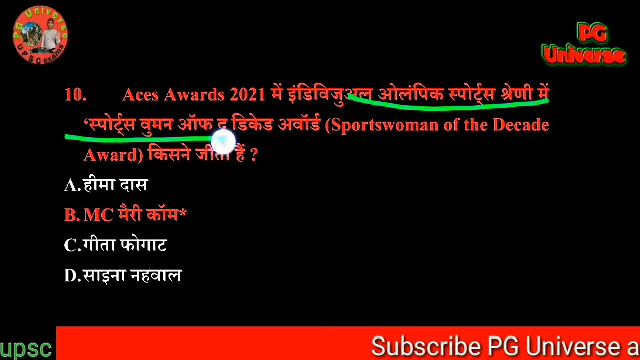 PG Universe
UPSC
PG
Universe
10. Aces Awards 2021 में इंडिविजुअल ओलंपिक स्पोर्ट्स श्रेणी में
‘स्पोर्ट्स वुमन ऑफ द डिकेड अवॉर्ड (Sportswoman of the Decade
Award) किसने जीता हैं ?
A. हीमा दास
B. MC मैरी कॉम*
C. गीता फोगाट
D. साइना नहवाल
upsc
Subscribe PG Universe a